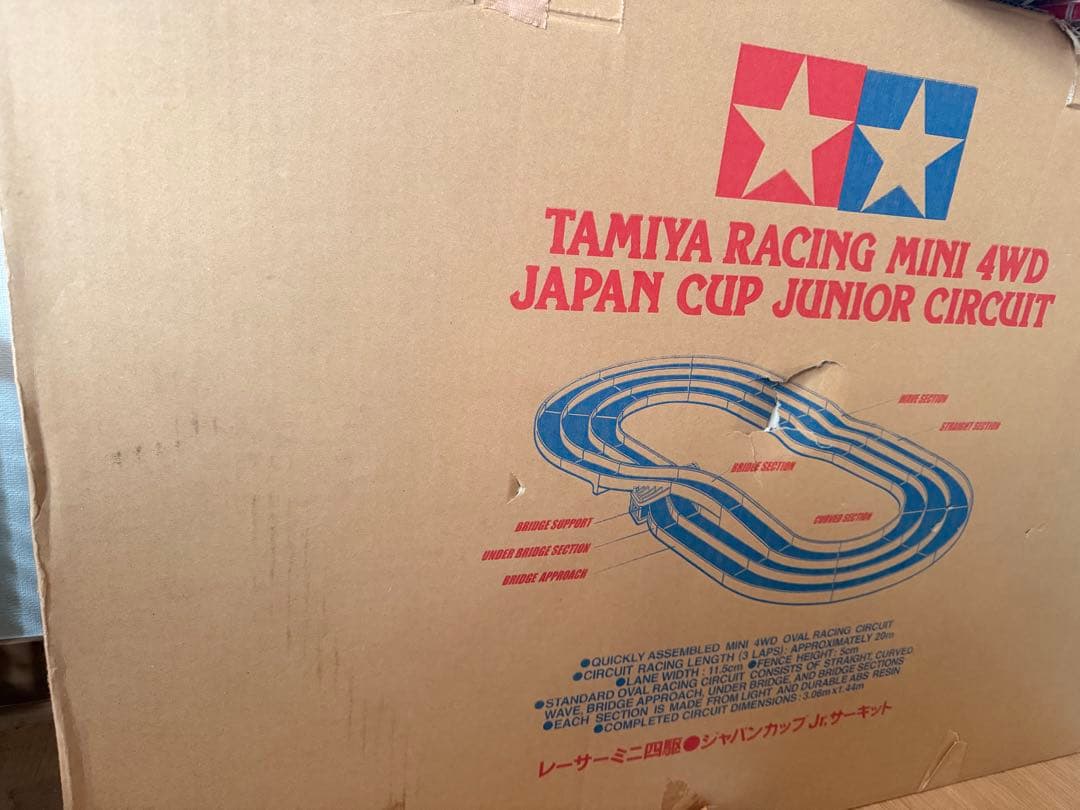 TAMIYA RACING MINI 4WD
JAPAN CUP JUNIOR CIRCUIT
WAVE SECTION
STRAIGHT SECTION
BRIDGE SECTION
CURVED SECTION
BRIDGE SUPPORT
UNDER BRIDGE SECTION
BRIDGE APPROACH
●QUICKLY ASSEMBLED MINI 4WD OVAL RACING CIRCUIT
●CIRCUIT RACING LENGTH (3 LAPS): APPROXIMATELY 20m
●LANE WIDTH : 11.5cm ●FENCE HEIGHT: 5cm
●STANDARD OVAL RACING CIRCUIT CONSISTS OF STRAIGHT, CURVED
WAVE, BRIDGE APPROACH, UNDER BRIDGE, AND BRIDGE SECTIONS
●EACH SECTION IS MADE FROM LIGHT AND DURABLE ABS RESIN
●COMPLETED CIRCUIT DIMENSIONS : 3.06m×1.44m
レーサーミニ四駆●ジャパンカップJr.サーキット